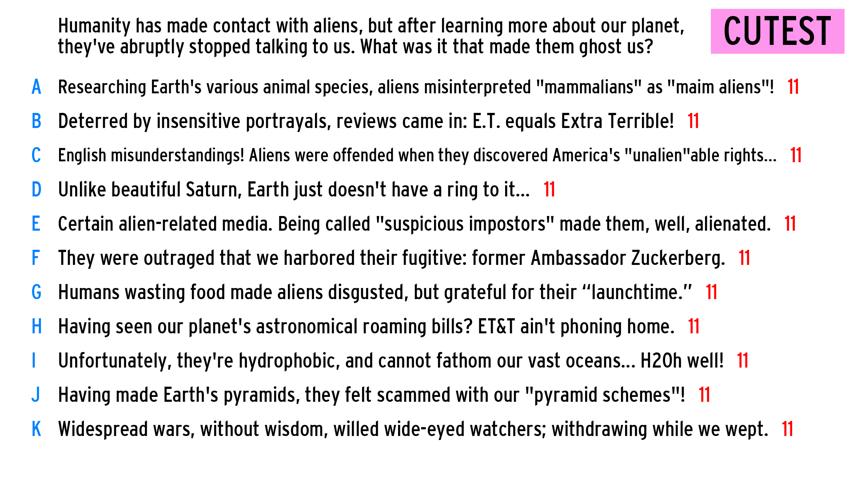 Humanity has made contact with aliens, but after learning more about our planet,
they've abruptly stopped talking to us. What was it that made them ghost us?
CUTEST
A Researching Earth's various animal species, aliens misinterpreted "mammalians" as "maim aliens"! 11
B Deterred by insensitive portrayals, reviews came in: E.T. equals Extra Terrible! 11
C English misunderstandings! Aliens were offended when they discovered America's "unalien"able rights... 11
D Unlike beautiful Saturn, Earth just doesn't have a ring to it... 11
E Certain alien-related media. Being called "suspicious impostors" made them, well, alienated. 11
F They were outraged that we harbored their fugitive: former Ambassador Zuckerberg. 11
G Humans wasting food made aliens disgusted, but grateful for their “launchtime.” 11
H Having seen our planet's astronomical roaming bills? ET&T ain't phoning home. 11
I Unfortunately, they're hydrophobic, and cannot fathom our vast oceans... H20h well! 11
J Having made Earth's pyramids, they felt scammed with our "pyramid schemes"! 11
K Widespread wars, without wisdom, willed wide-eyed watchers; withdrawing while we wept. 11